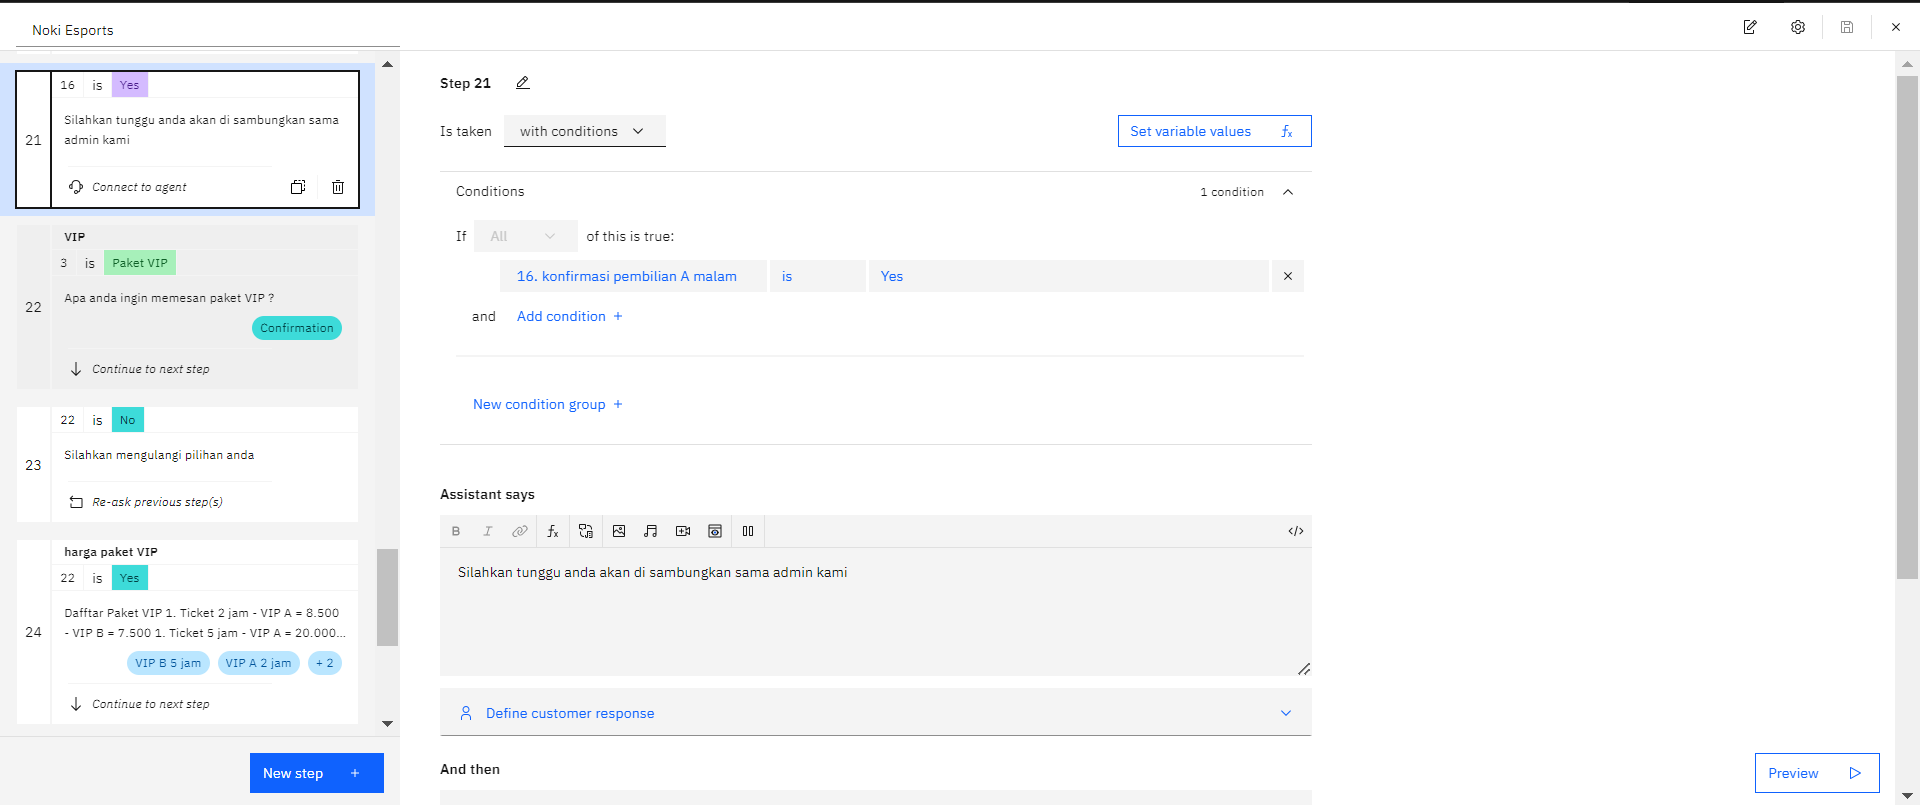 Noki Esports
16 is Yes
21
Silahkan tunggu anda akan di sambungkan sama
admin kami
Connect to agent
VIP
3 is Paket VIP
22
Apa anda ingin memesan paket VIP ?
Confirmation
Continue to next step
22 is No
23
Silahkan mengulangi pilihan anda
Re-ask previous step(s)
harga paket VIP
22 is Yes
24
Dafftar Paket VIP 1. Ticket 2 jam - VIP A = 8.500
- VIP B = 7.500 1. Ticket 5 jam - VIP A = 20.000...
VIP B 5 jam VIP A 2 jam + 2
Continue to next step
New step +
Step 21
Is taken with conditions
Set variable values fx
Conditions
1 condition
If All of this is true:
16. konfirmasi pembilian A malam is Yes
and Add condition +
New condition group +
Assistant says
B I fx </>
Silahkan tunggu anda akan di sambungkan sama admin kami
Define customer response
And then
Preview